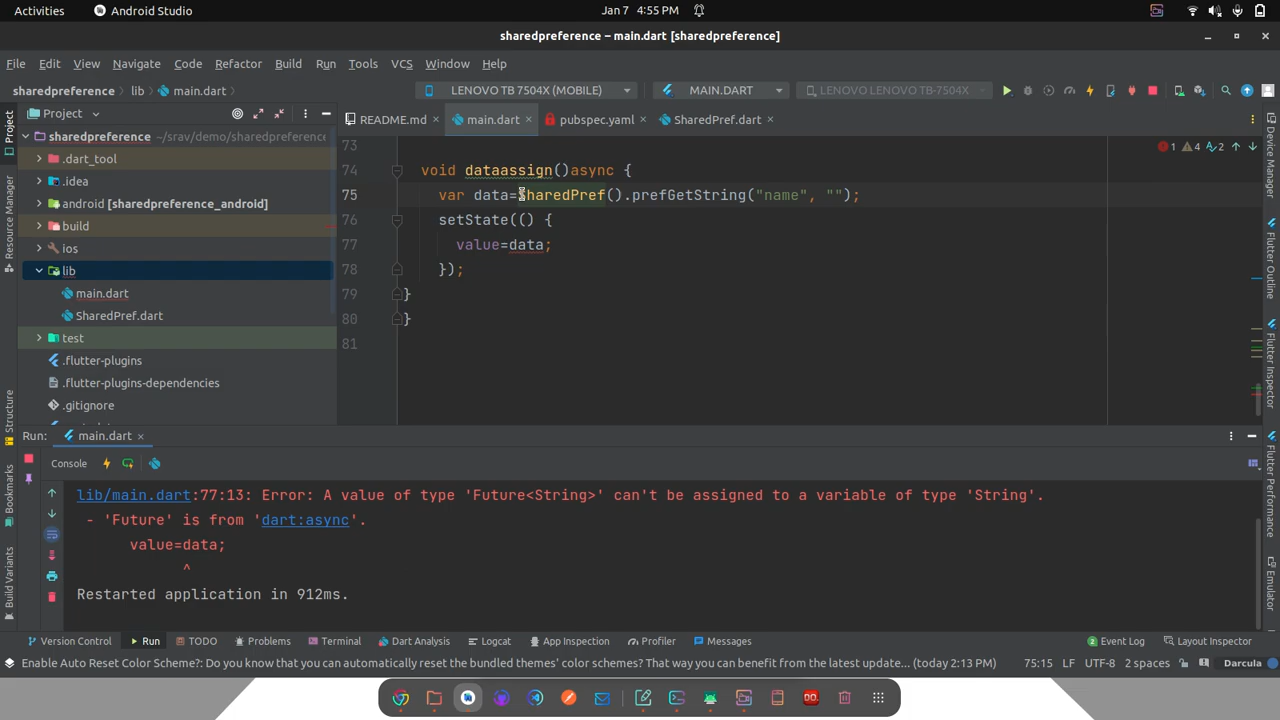 Activities
Android Studio
Jan 7 4:55 PM
sharedpreference – main.dart [sharedpreference]
File Edit View Navigate Code Refactor Build Run Tools VCS Window Help
sharedpreference lib main.dart
LENOVO TB 7504X (MOBILE)
MAIN.DART
LENOVO LENOVO TB-7504X
Project
README.md
main.dart
pubspec.yaml
SharedPref.dart
sharedpreference ~/srav/demo/sharedpreference
.dart_tool
.idea
android [sharedpreference_android]
build
ios
lib
main.dart
SharedPref.dart
test
.flutter-plugins
.flutter-plugins-dependencies
.gitignore
1 4 2
73
74 void dataassign()async {
75 var data=SharedPref().prefGetString("name", "");
76 setState(() {
77 value=data;
78 });
79 }
80 }
81
Project
Resource Manager
Structure
Bookmarks
Build Variants
Device Manager
Flutter Outline
Flutter Inspector
Flutter Performance
Emulator
Run: main.dart
Console
lib/main.dart:77:13: Error: A value of type 'Future<String>' can't be assigned to a variable of type 'String'.
- 'Future' is from 'dart:async'.
value=data;
^
Restarted application in 912ms.
Version Control Run TODO Problems Terminal Dart Analysis Logcat App Inspection Profiler Messages Event Log Layout Inspector
Enable Auto Reset Color Scheme?: Do you know that you can automatically reset the bundled themes' color schemes? That way you can benefit from the latest update... (today 2:13 PM) 75:15 LF UTF-8 2 spaces Darcula